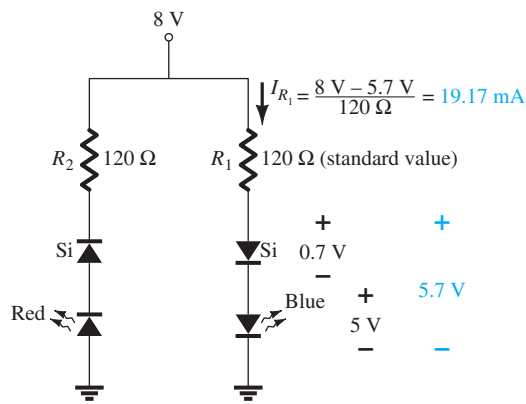 8 V
I_{R_1} = \frac{8 V – 5.7 V}{120 Ω} = 19.17 mA
R_2 120 Ω
R_1 120 Ω (standard value)
Si
Si
+
0.7 V
–
+
5.7 V
–
Red
Blue
+
5 V
–